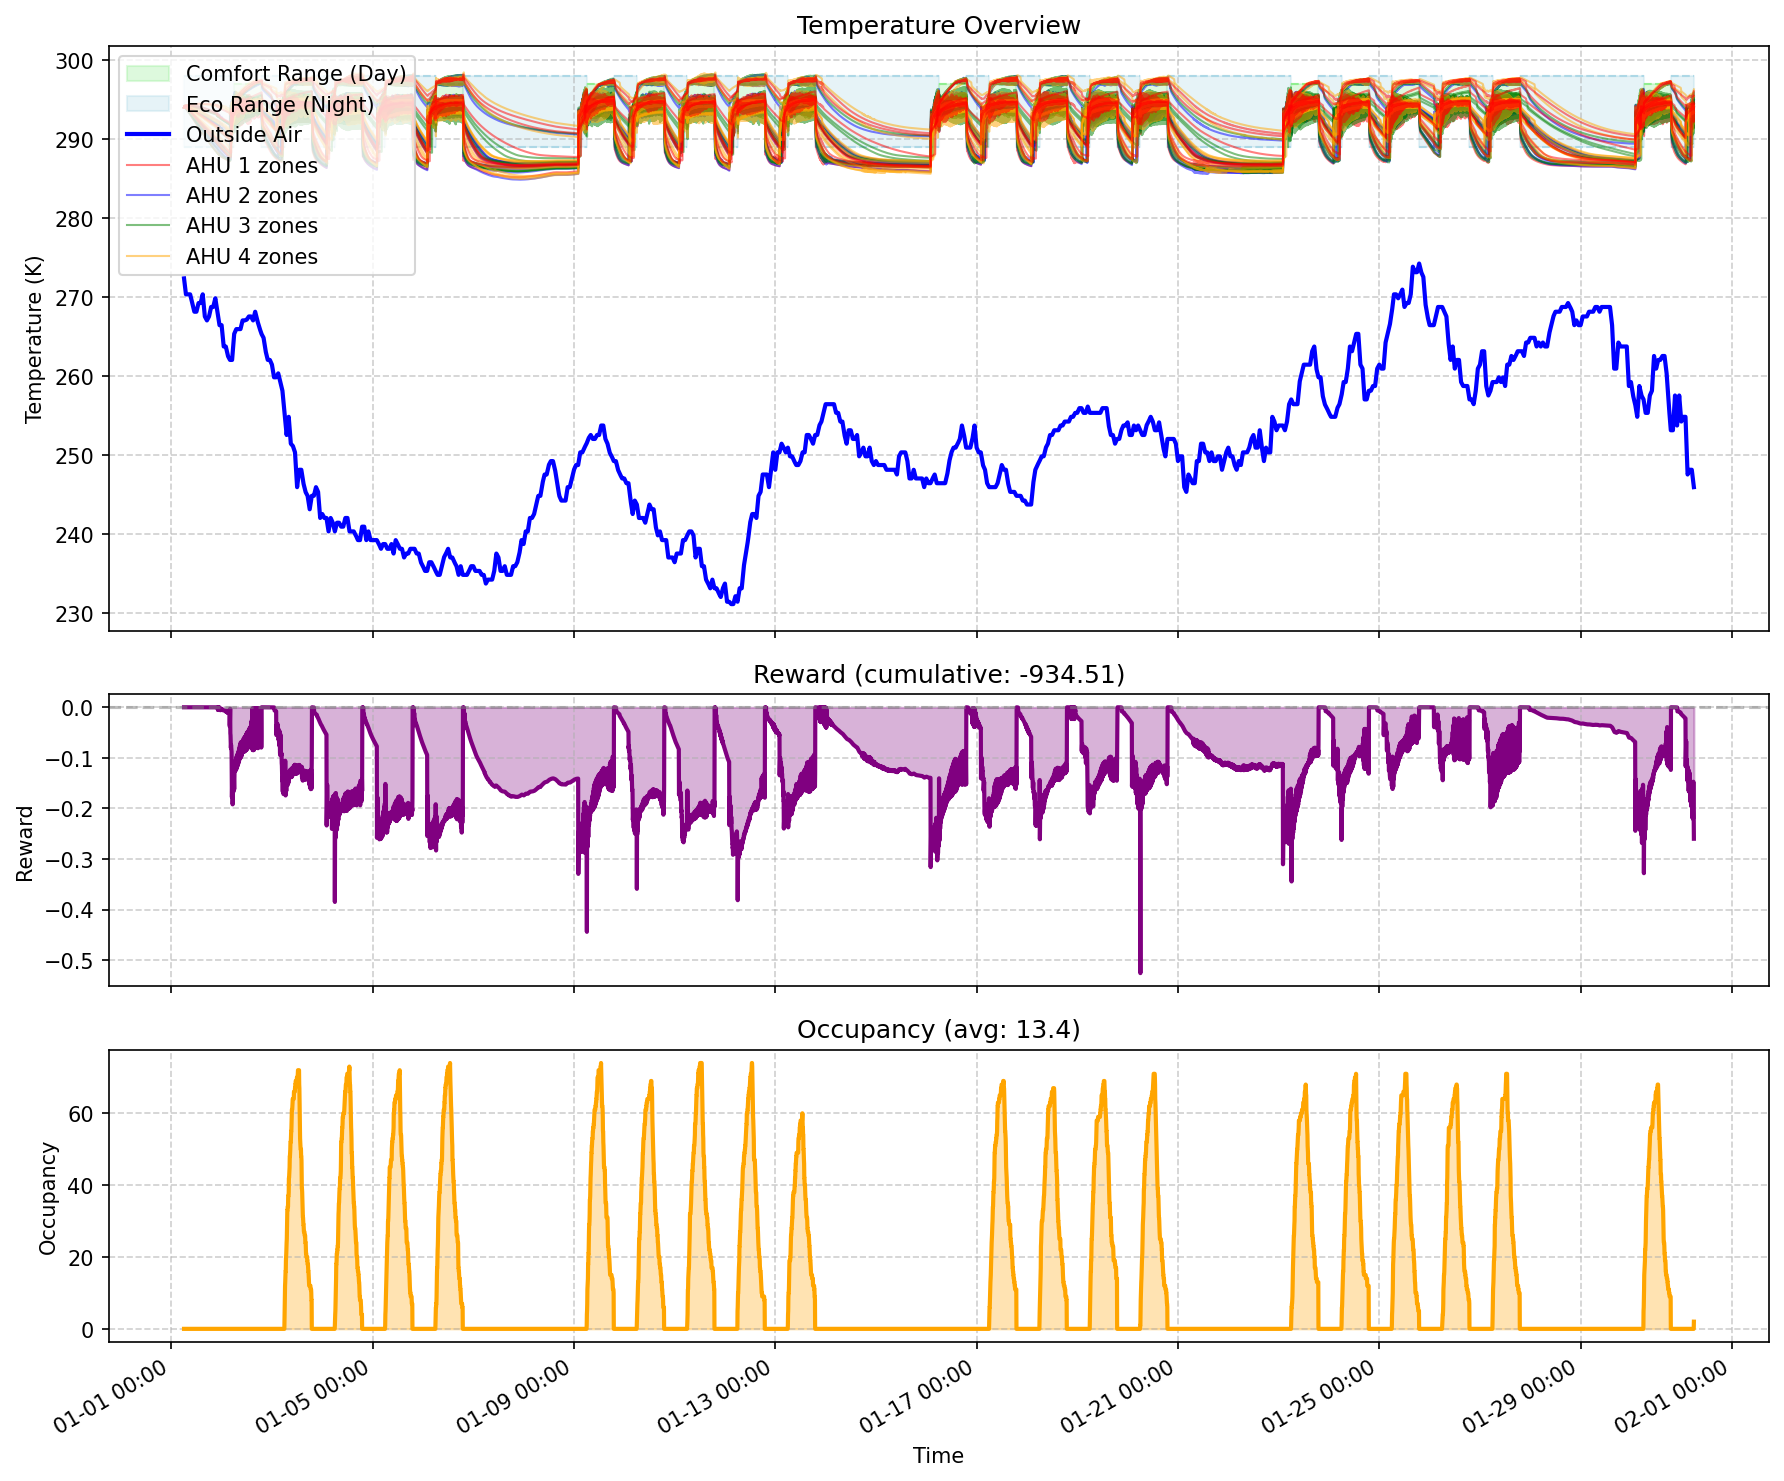 Temperature Overview
300
290
280
270
260
250
240
230
Temperature (K)
Comfort Range (Day)
Eco Range (Night)
Outside Air
AHU 1 zones
AHU 2 zones
AHU 3 zones
AHU 4 zones
Reward (cumulative: -934.51)
0.0
−0.1
−0.2
−0.3
−0.4
−0.5
Reward
Occupancy (avg: 13.4)
60
40
20
0
Occupancy
01-01 00:00
01-05 00:00
01-09 00:00
01-13 00:00
01-17 00:00
01-21 00:00
01-25 00:00
01-29 00:00
02-01 00:00
Time